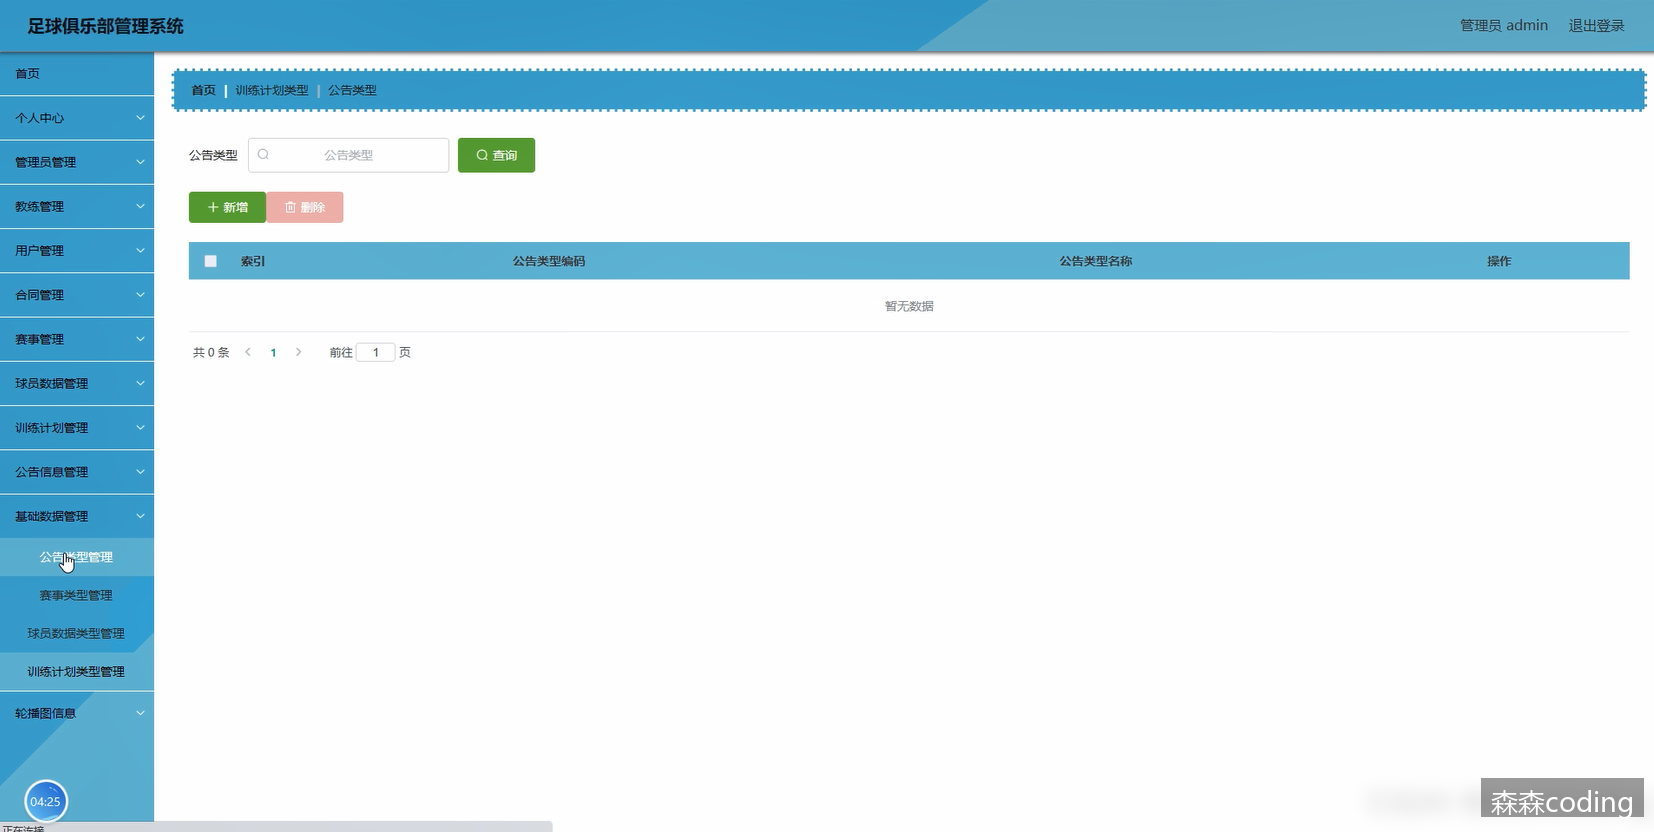 足球俱乐部管理系统
管理员 admin 退出登录
首页
个人中心
管理员管理
教练管理
用户管理
合同管理
赛事管理
球员数据管理
训练计划管理
公告信息管理
基础数据管理
公告类型管理
赛事类型管理
球员数据类型管理
训练计划类型管理
轮播图信息
04:25
正在连接
首页 | 训练计划类型 | 公告类型
公告类型 公告类型 查询
新增 删除
索引 公告类型编码 公告类型名称 操作
暂无数据
共 0 条 1 前往 1 页
森森coding